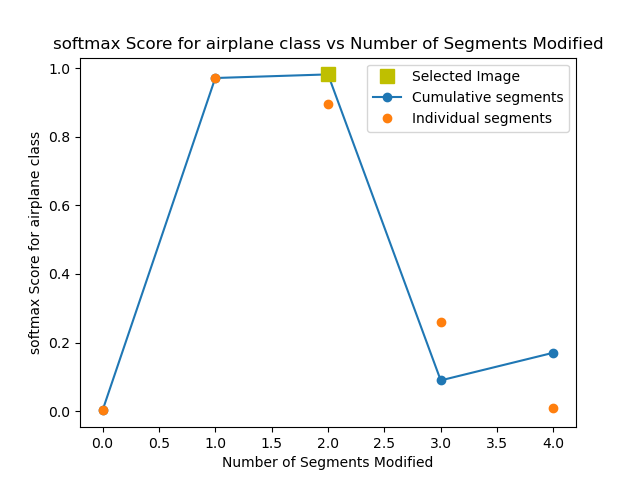 softmax Score for airplane class vs Number of Segments Modified
1.0
0.8
0.6
0.4
0.2
0.0
softmax Score for airplane class
Selected Image
Cumulative segments
Individual segments
0.0 0.5 1.0 1.5 2.0 2.5 3.0 3.5 4.0
Number of Segments Modified